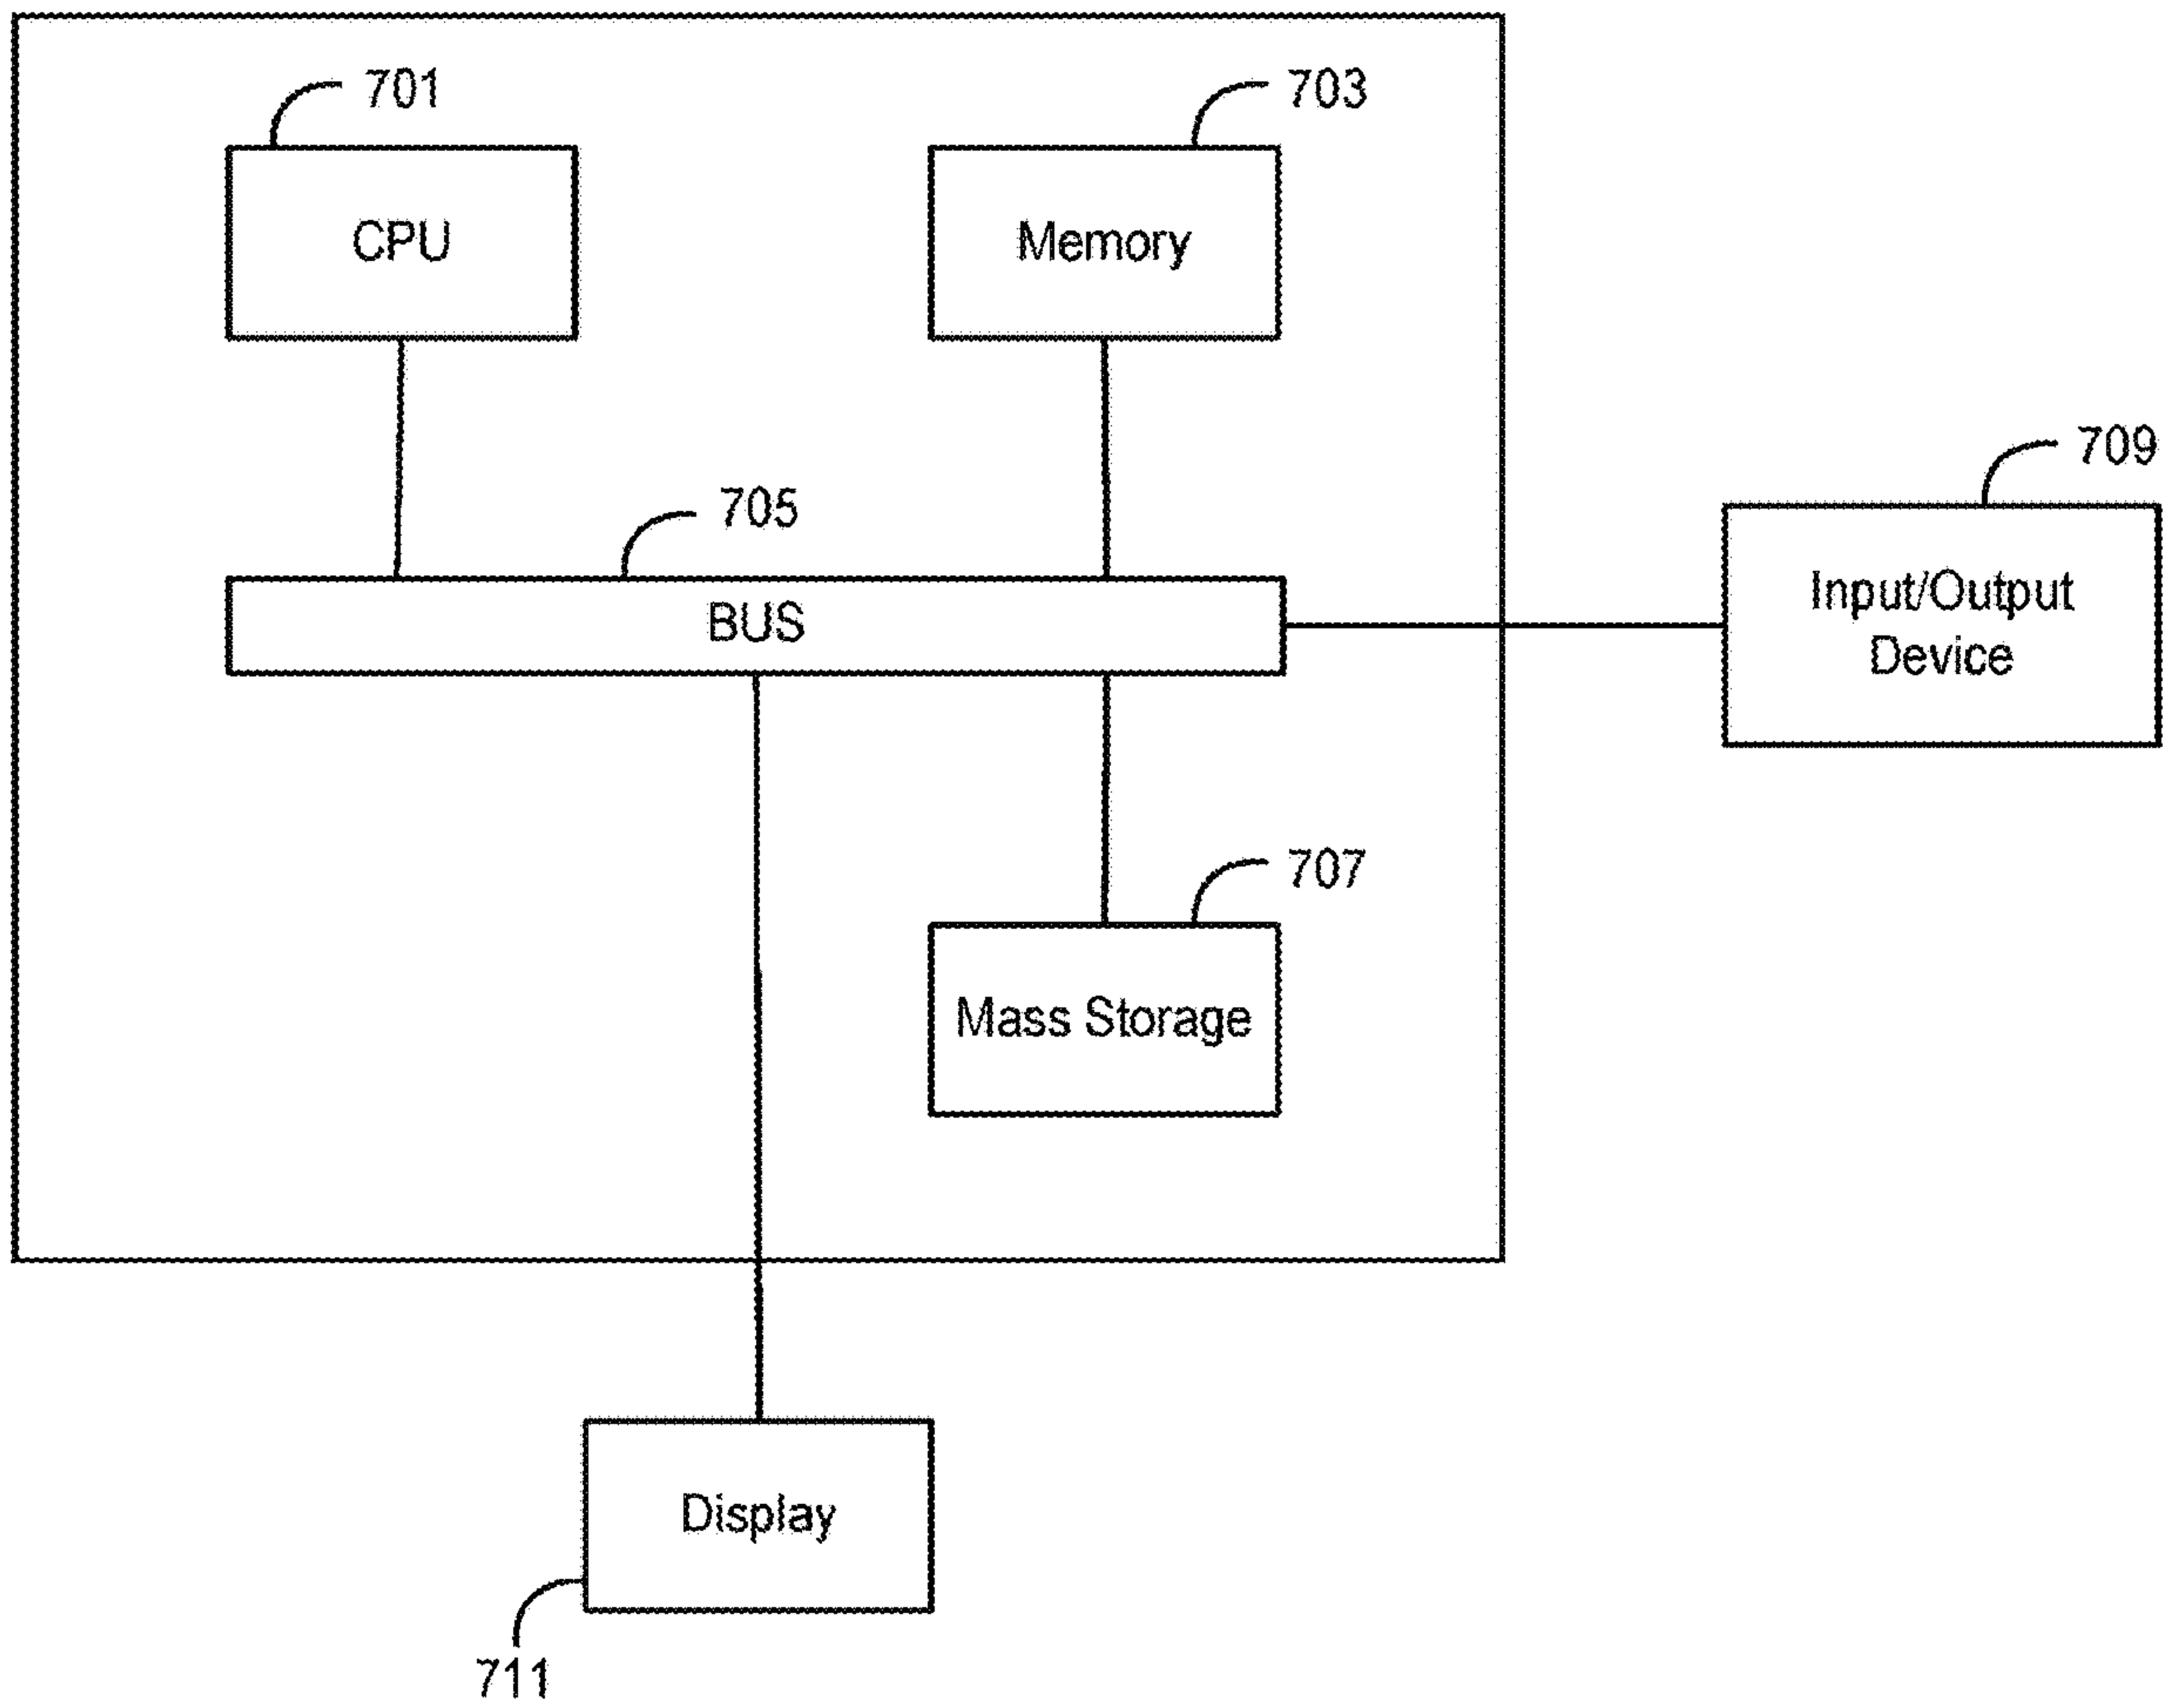 701
703
CPU
Memory
709
705
Input/Output
Device
BUS
707
Mass Storage
Display
711